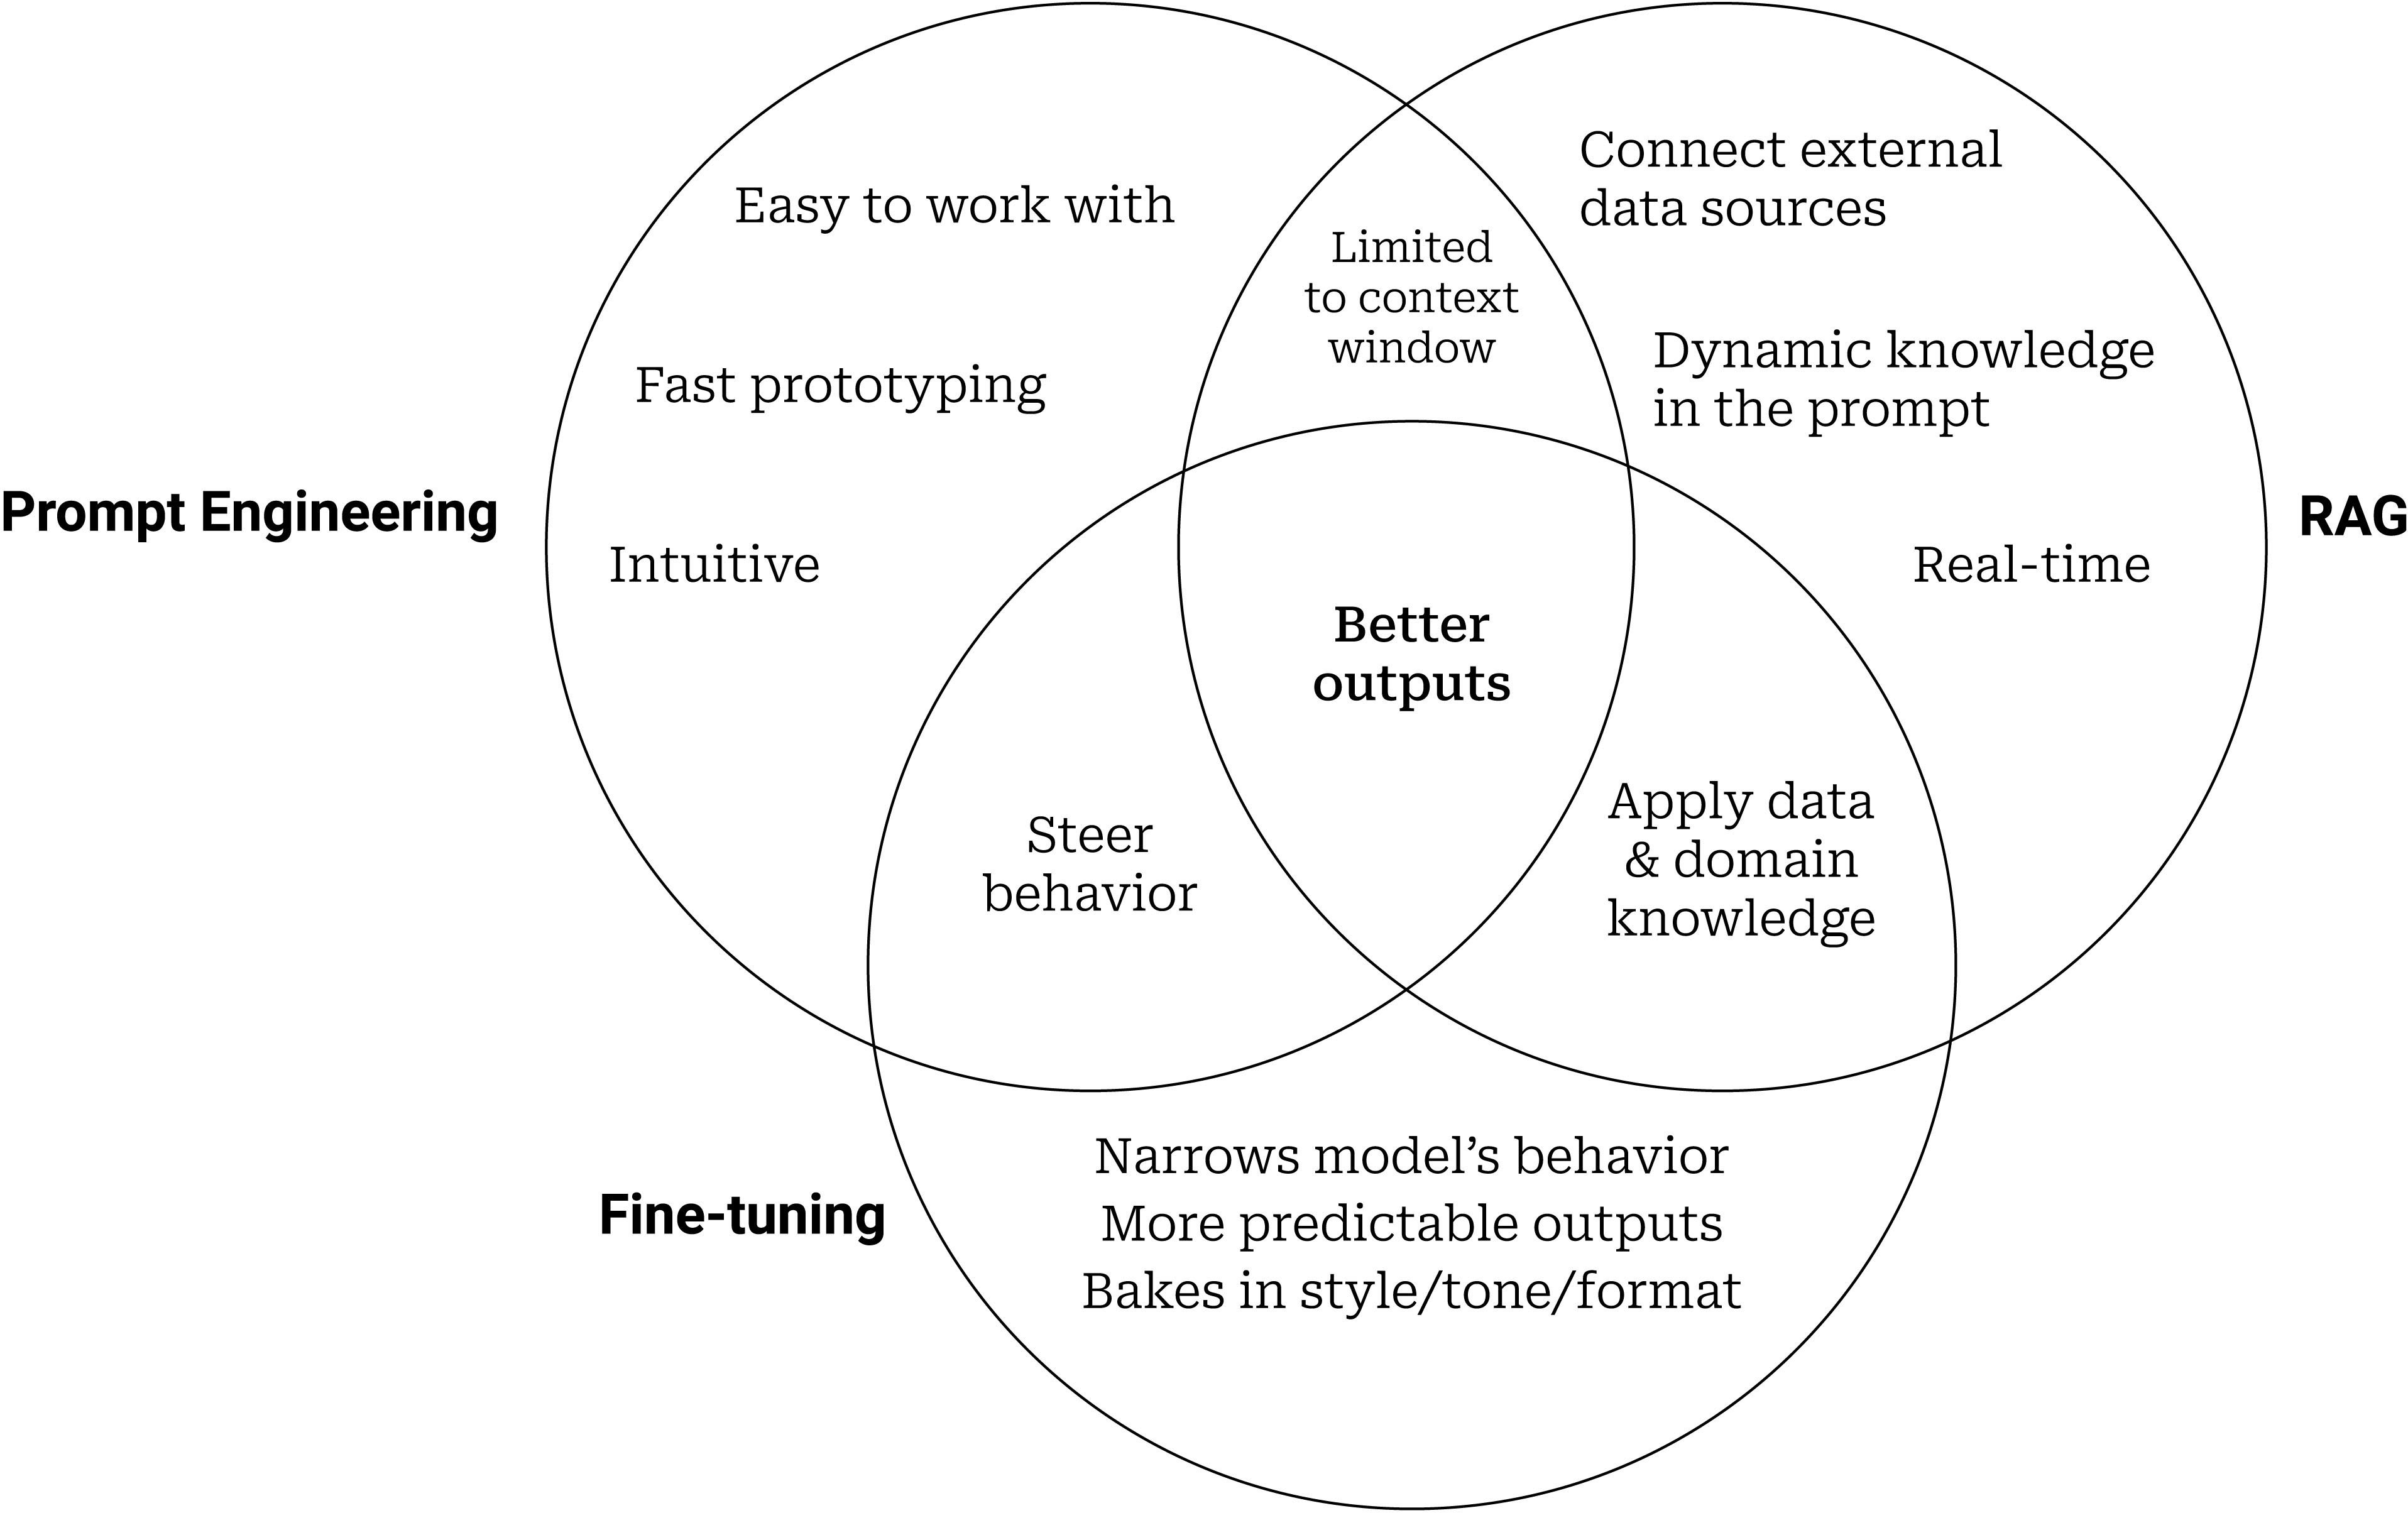 Easy to work with
Fast prototyping
Intuitive
Prompt Engineering
Limited
to context
window
Connect external
data sources
Dynamic knowledge
in the prompt
Real-time
RAG
Better
outputs
Steer
behavior
Apply data
& domain
knowledge
Fine-tuning
Narrows model’s behavior
More predictable outputs
Bakes in style/tone/format